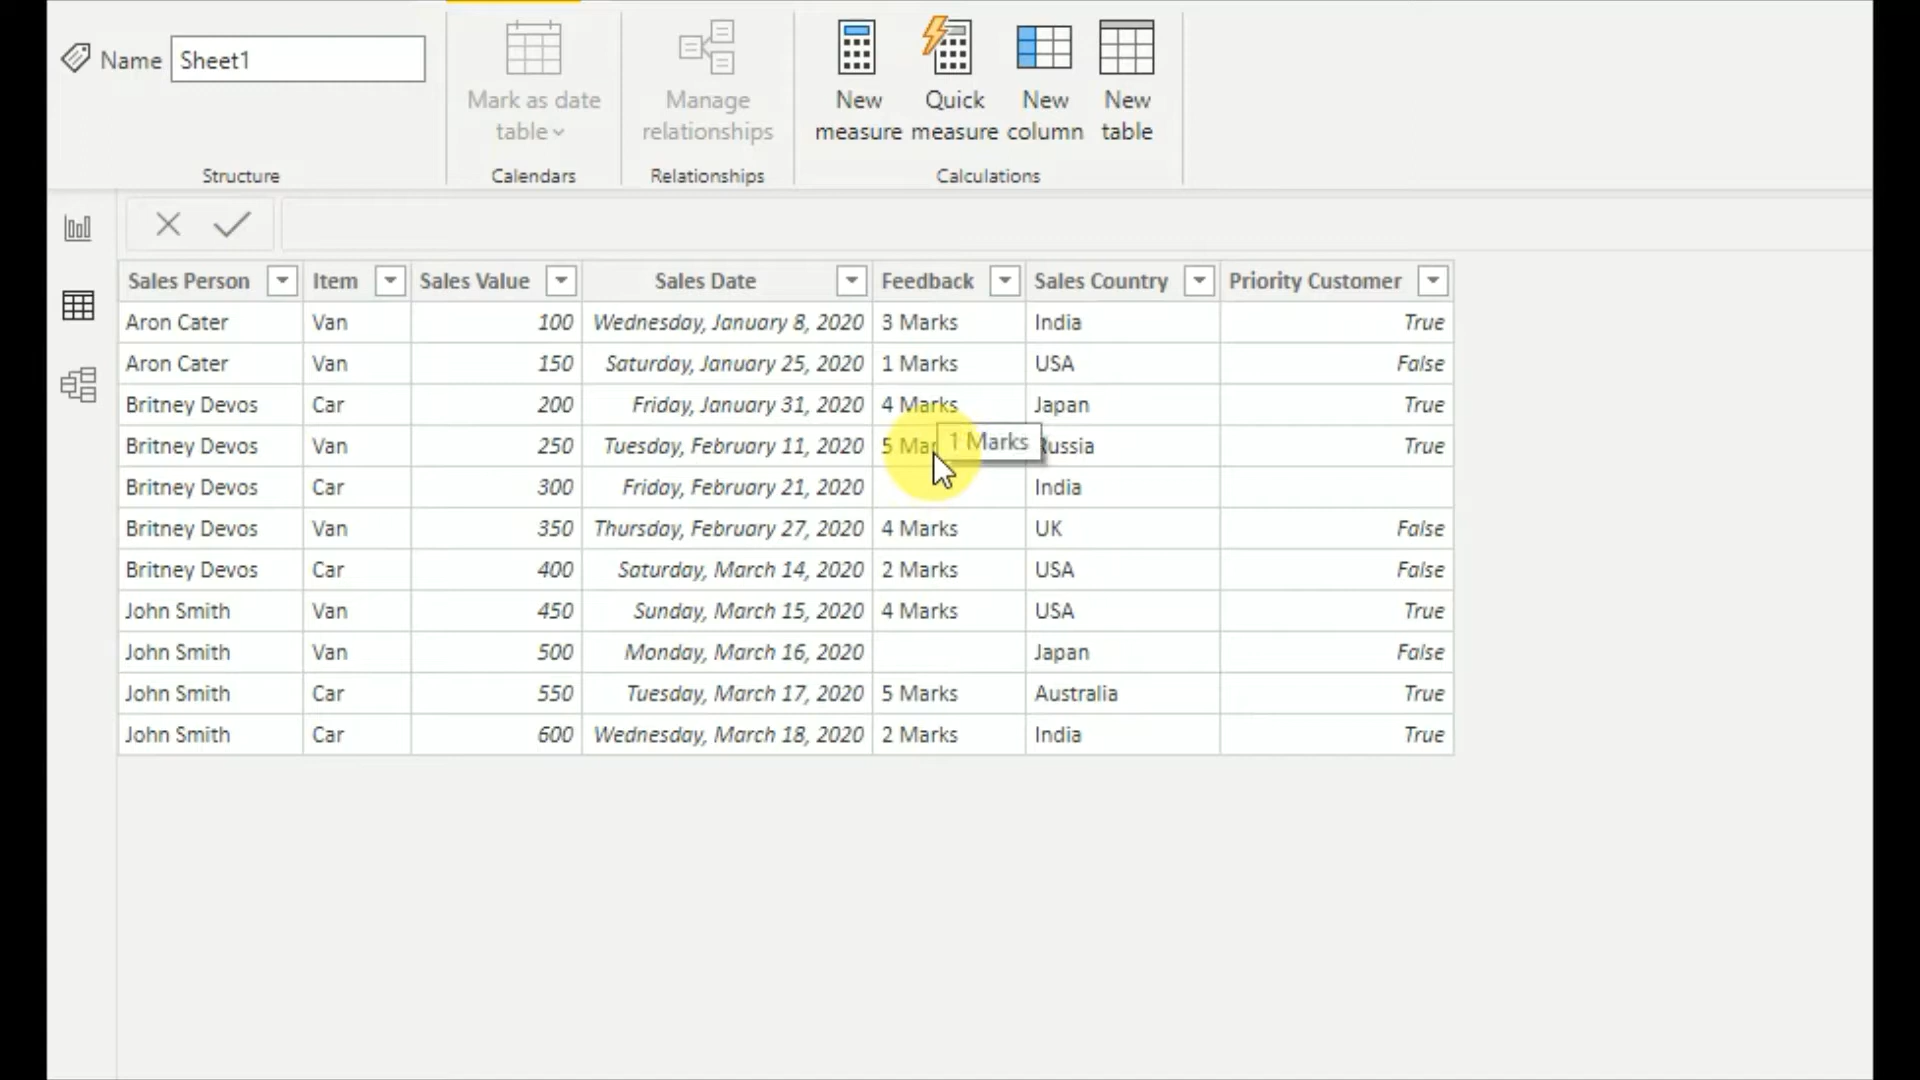 Name Sheet1
Mark as date table
Manage relationships
New measure
Quick measure
New column
New table
Structure Calendars Relationships Calculations
Sales Person Item Sales Value Sales Date Feedback Sales Country Priority Customer
Aron Cater Van 100 Wednesday, January 8, 2020 3 Marks India True
Aron Cater Van 150 Saturday, January 25, 2020 1 Marks USA False
Britney Devos Car 200 Friday, January 31, 2020 4 Marks Japan True
Britney Devos Van 250 Tuesday, February 11, 2020 5 Mar 1 Marks Russia True
Britney Devos Car 300 Friday, February 21, 2020 India
Britney Devos Van 350 Thursday, February 27, 2020 4 Marks UK False
Britney Devos Car 400 Saturday, March 14, 2020 2 Marks USA False
John Smith Van 450 Sunday, March 15, 2020 4 Marks USA True
John Smith Van 500 Monday, March 16, 2020 Japan False
John Smith Car 550 Tuesday, March 17, 2020 5 Marks Australia True
John Smith Car 600 Wednesday, March 18, 2020 2 Marks India True